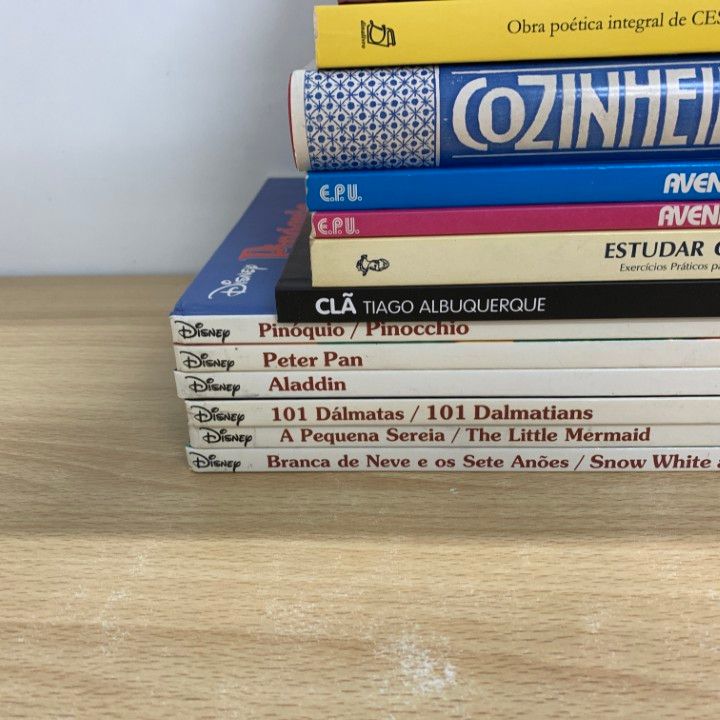 Obra poética integral de CES
COZINHEI
E.P.U. AVEN
E.P.U. AVEN
ESTUDAR
Exercícios Práticos pa
CLÃ TIAGO ALBUQUERQUE
Disney
Disney Pinóquio / Pinocchio
Disney Peter Pan
Disney Aladdin
Disney 101 Dálmatas / 101 Dalmatians
Disney A Pequena Sereia / The Little Mermaid
Disney Branca de Neve e os Sete Anões / Snow White